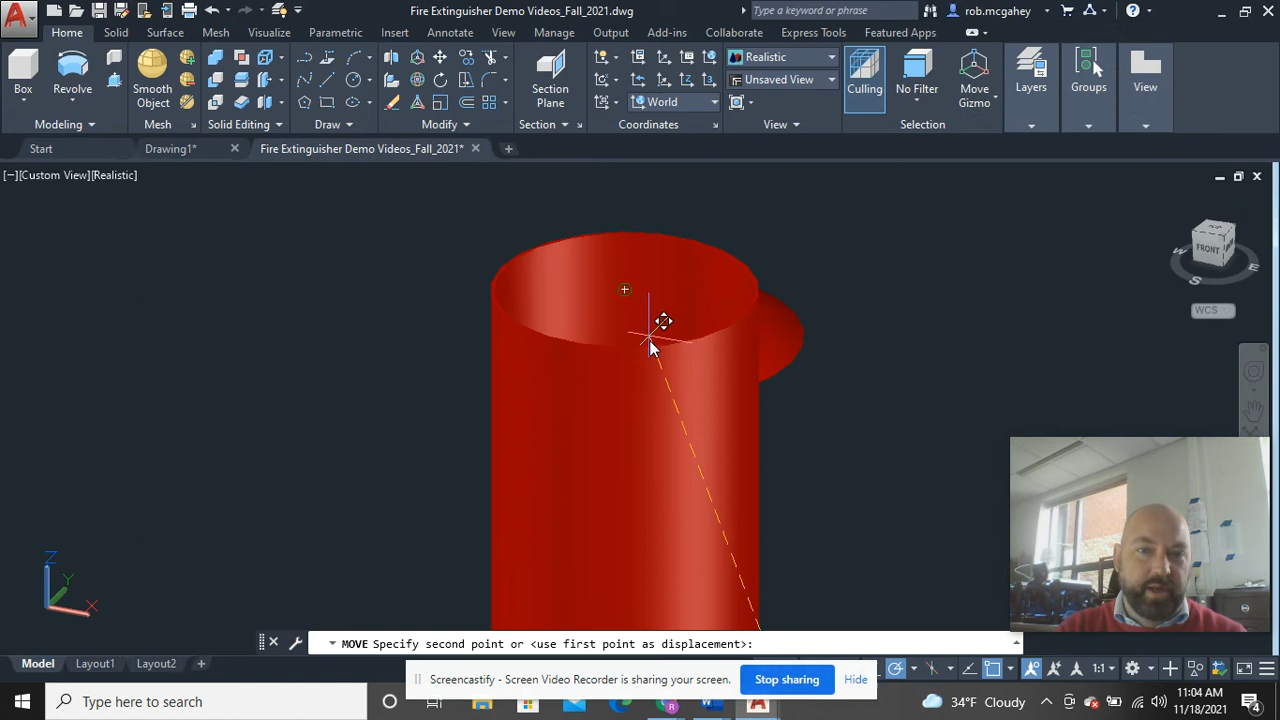 Fire Extinguisher Demo Videos_Fall_2021.dwg
Type a keyword or phrase
rob.mcgahey
Home Solid Surface Mesh Visualize Parametric Insert Annotate View Manage Output Add-ins Collaborate Express Tools Featured Apps
Box Revolve Smooth Object Section Plane Realistic Unsaved View World Culling No Filter Move Gizmo Layers Groups View
Modeling Mesh Solid Editing Draw Modify Section Coordinates View Selection
Start Drawing1* Fire Extinguisher Demo Videos_Fall_2021*
[−][Custom View][Realistic]
TOP
FRONT
W E
S
WCS
Z
Y
X
MOVE Specify second point or <use first point as displacement>:
Model Layout1 Layout2 1:1
Screencastify - Screen Video Recorder is sharing your screen. Stop sharing Hide
Type here to search
34°F Cloudy
11:04 AM
11/18/2021
4